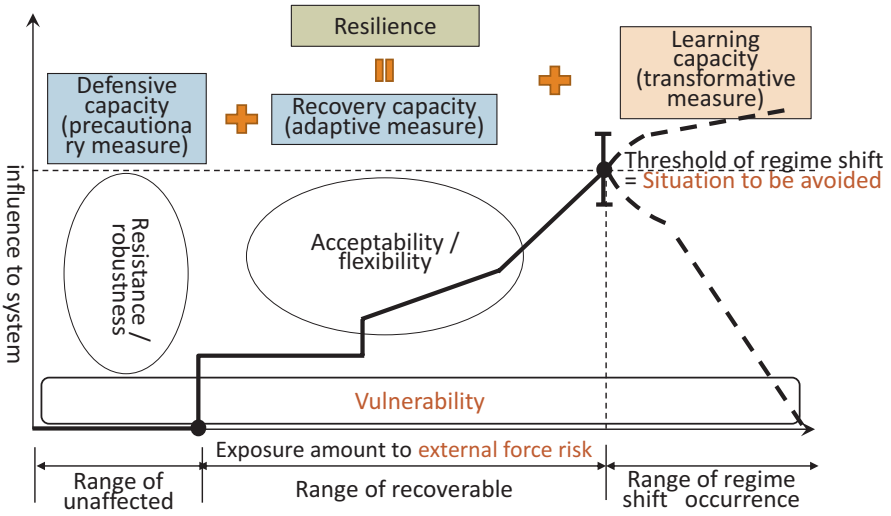 Resilience
Defensive
capacity
(precautiona
ry measure)
Recovery capacity
(adaptive measure)
Learning
capacity
(transformative
measure)
Threshold of regime shift
= Situation to be avoided
influence to system
Resistance /
robustness
Acceptability /
flexibility
Vulnerability
Exposure amount to external force risk
Range of
unaffected
Range of recoverable
Range of regime
shift occurrence